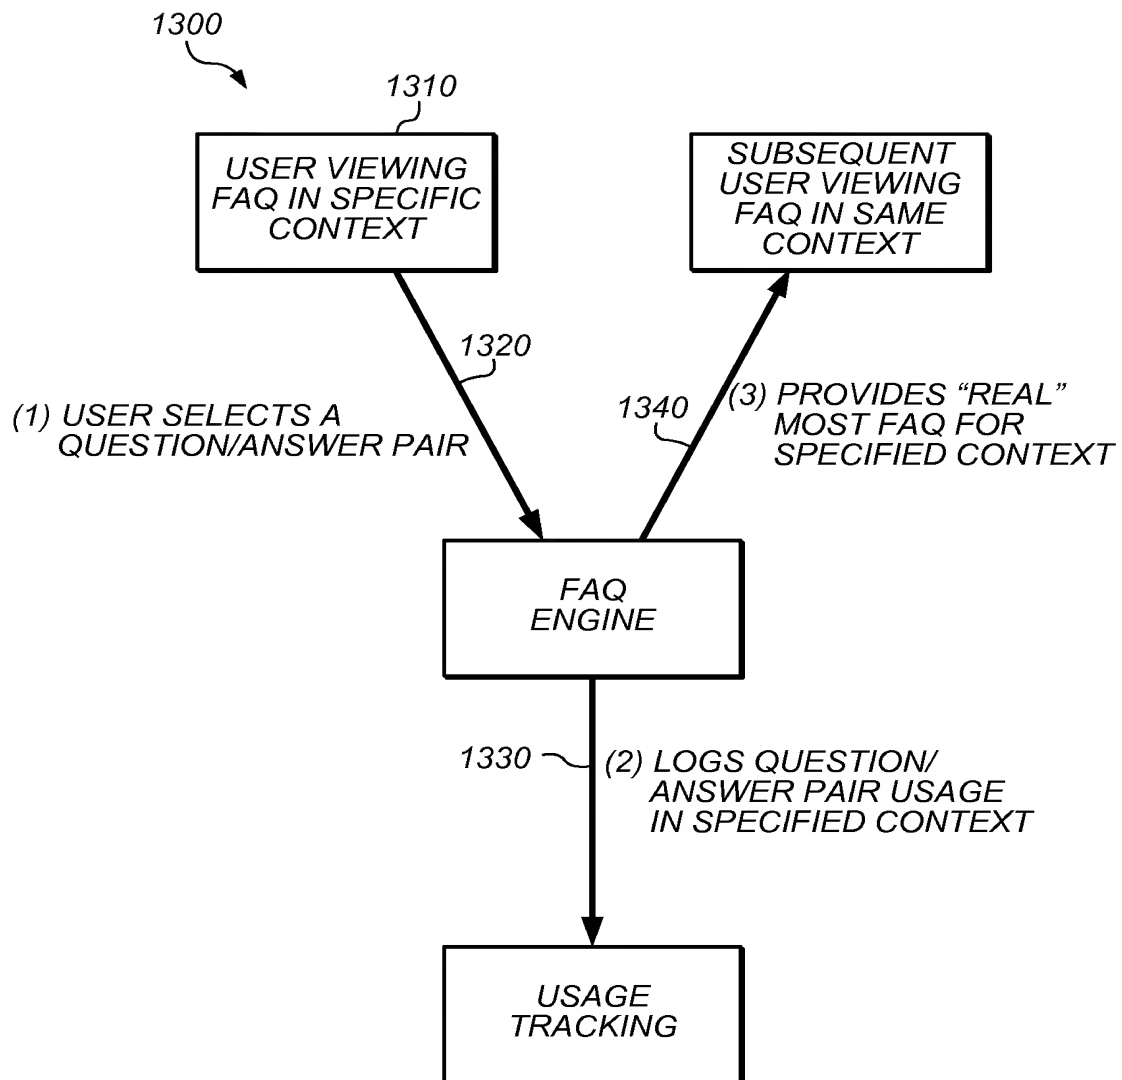 1300
1310
USER VIEWING
FAQ IN SPECIFIC
CONTEXT
SUBSEQUENT
USER VIEWING
FAQ IN SAME
CONTEXT
1320
(1) USER SELECTS A
QUESTION/ANSWER PAIR
1340
(3) PROVIDES “REAL”
MOST FAQ FOR
SPECIFIED CONTEXT
FAQ
ENGINE
1330
(2) LOGS QUESTION/
ANSWER PAIR USAGE
IN SPECIFIED CONTEXT
USAGE
TRACKING